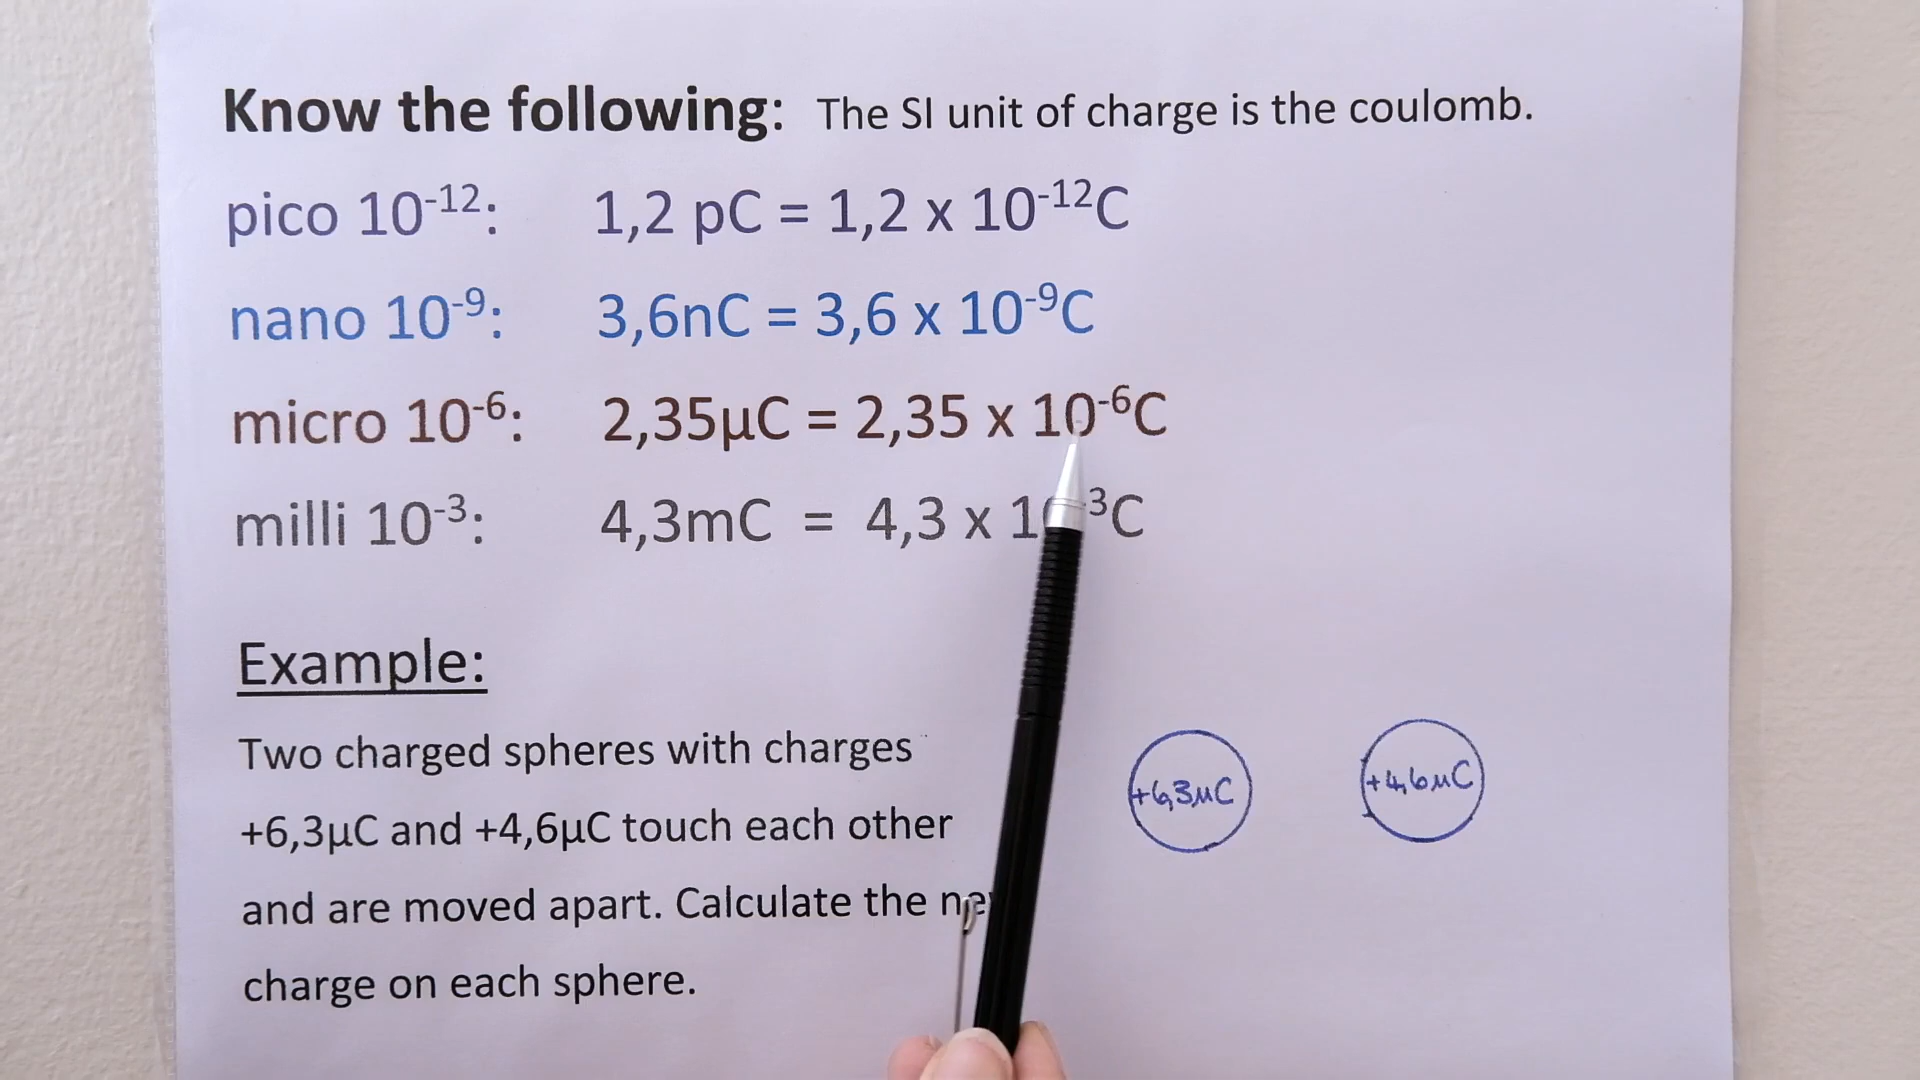 Know the following: The SI unit of charge is the coulomb.
pico 10⁻¹²: 1,2 pC = 1,2 x 10⁻¹²C
nano 10⁻⁹: 3,6nC = 3,6 x 10⁻⁹C
micro 10⁻⁶: 2,35µC = 2,35 x 10⁻⁶C
milli 10⁻³: 4,3mC = 4,3 x 10⁻³C
Example:
Two charged spheres with charges
+6,3µC and +4,6µC touch each other
and are moved apart. Calculate the
charge on each sphere.
+6,3µC
+4,6µC